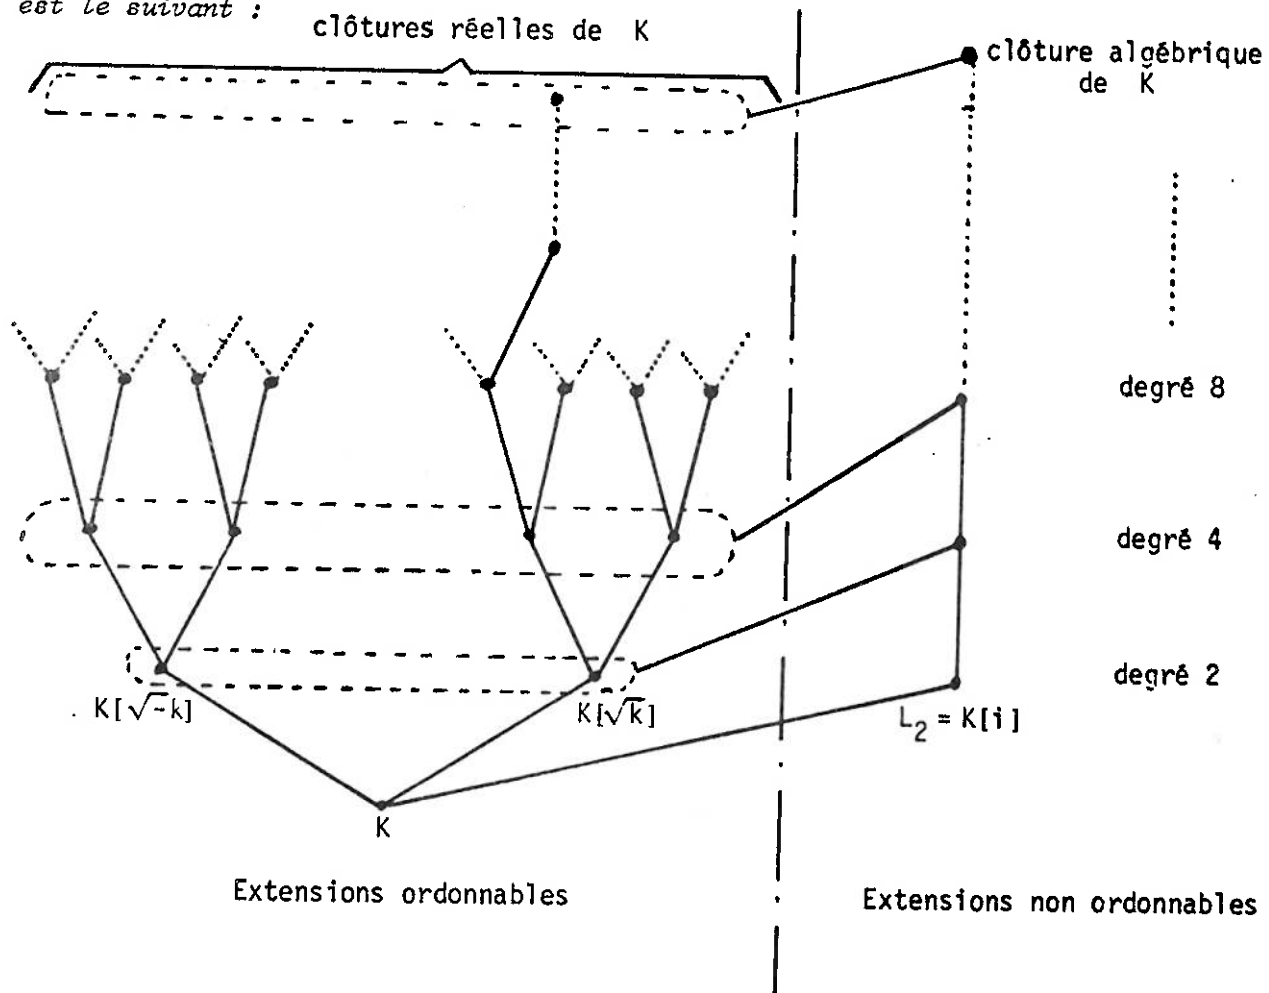 est le suivant :
clôtures réelles de K
clôture algébrique
de K
degré 8
degré 4
degré 2
K[√-k]
K[√k]
L₂ = K[i]
K
Extensions ordonnables
Extensions non ordonnables